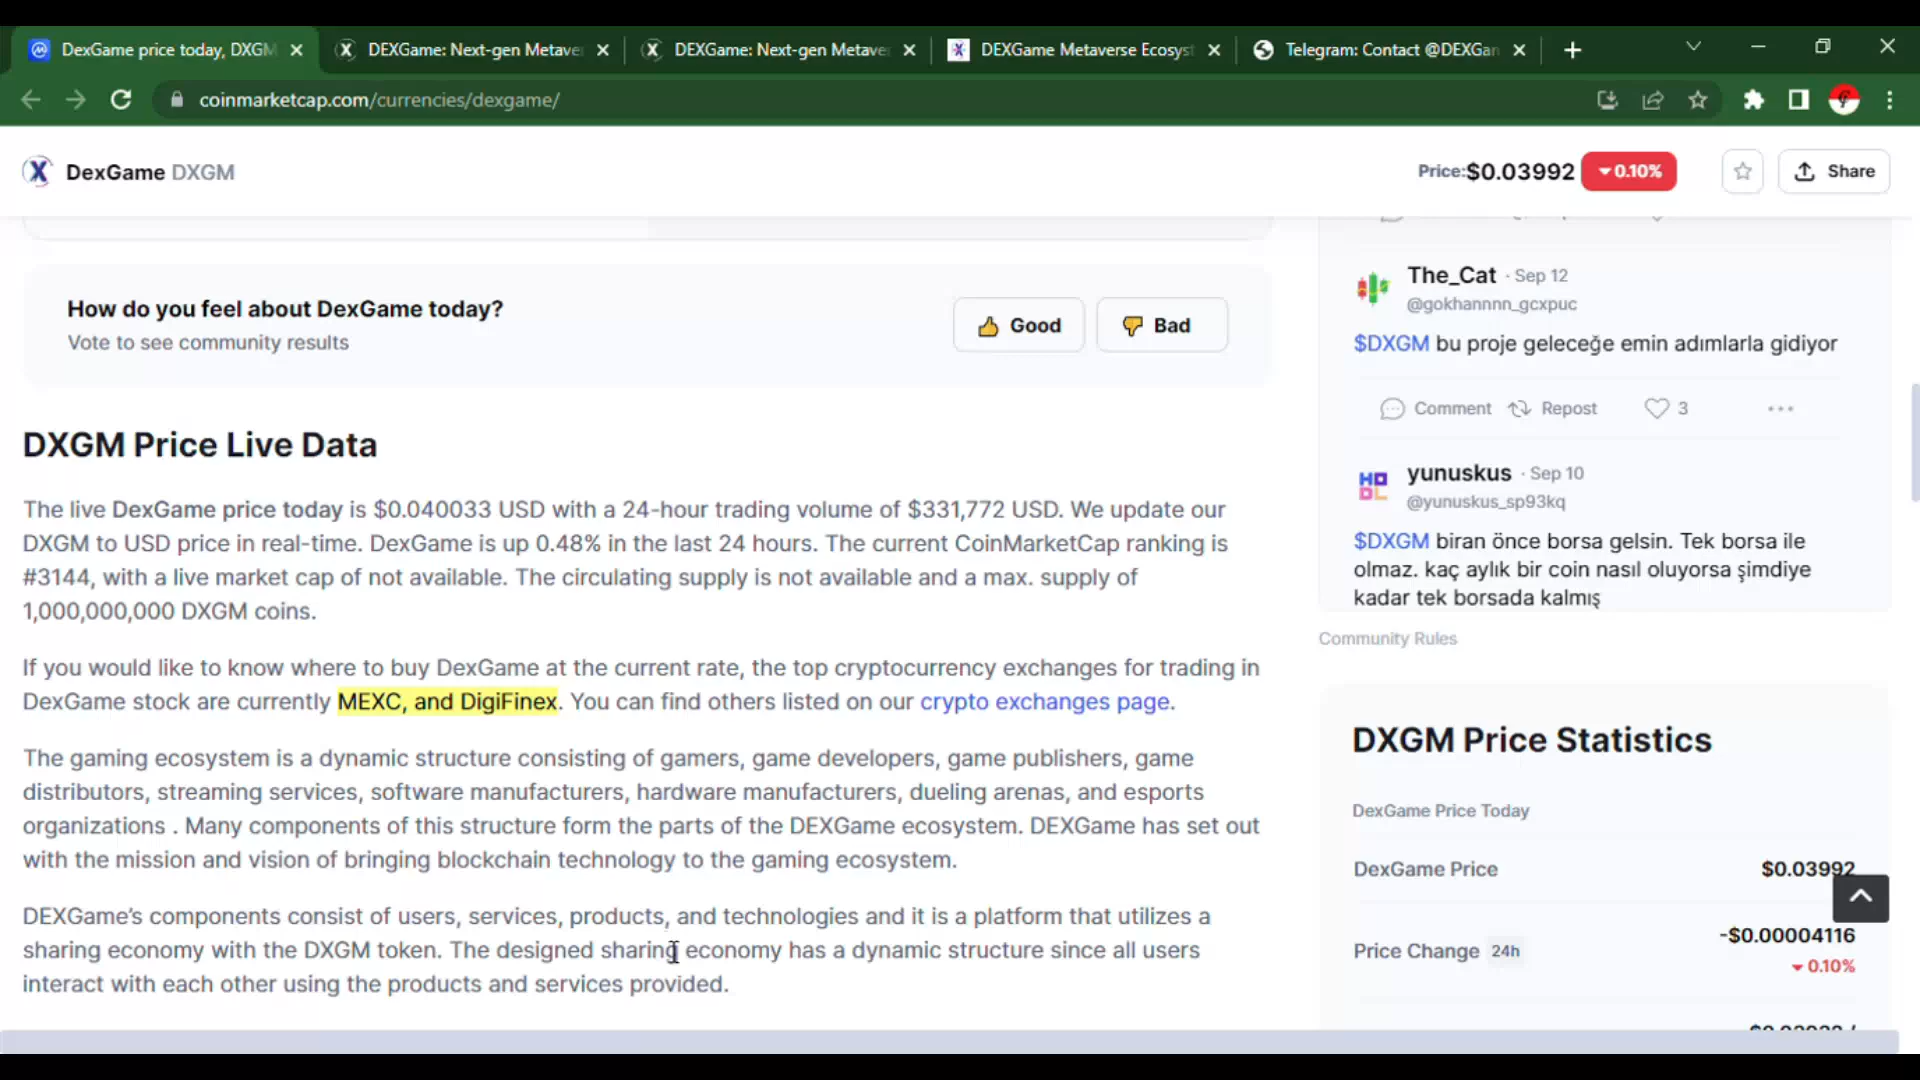 DexGame price today, DXGM
DEXGame: Next-gen Metave
DEXGame: Next-gen Metave
DEXGame Metaverse Ecosyst
Telegram: Contact @DEXGan
coinmarketcap.com/currencies/dexgame/
DexGame DXGM
Price:$0.03992
0.10%
Share
How do you feel about DexGame today?
Vote to see community results
Good
Bad
DXGM Price Live Data
The live DexGame price today is $0.040033 USD with a 24-hour trading volume of $331,772 USD. We update our
DXGM to USD price in real-time. DexGame is up 0.48% in the last 24 hours. The current CoinMarketCap ranking is
#3144, with a live market cap of not available. The circulating supply is not available and a max. supply of
1,000,000,000 DXGM coins.
If you would like to know where to buy DexGame at the current rate, the top cryptocurrency exchanges for trading in
DexGame stock are currently MEXC, and DigiFinex. You can find others listed on our crypto exchanges page.
The gaming ecosystem is a dynamic structure consisting of gamers, game developers, game publishers, game
distributors, streaming services, software manufacturers, hardware manufacturers, dueling arenas, and esports
organizations . Many components of this structure form the parts of the DEXGame ecosystem. DEXGame has set out
with the mission and vision of bringing blockchain technology to the gaming ecosystem.
DEXGame's components consist of users, services, products, and technologies and it is a platform that utilizes a
sharing economy with the DXGM token. The designed sharing economy has a dynamic structure since all users
interact with each other using the products and services provided.
The_Cat · Sep 12
@gokhannnn_gcxpuc
$DXGM bu proje geleceğe emin adımlarla gidiyor
Comment
Repost
3
HODL
yunuskus · Sep 10
@yunuskus_sp93kq
$DXGM biran önce borsa gelsin. Tek borsa ile
olmaz. kaç aylık bir coin nasıl oluyorsa şimdiye
kadar tek borsada kalmış
Community Rules
DXGM Price Statistics
DexGame Price Today
DexGame Price
$0.03992
Price Change 24h
-$0.00004116
0.10%